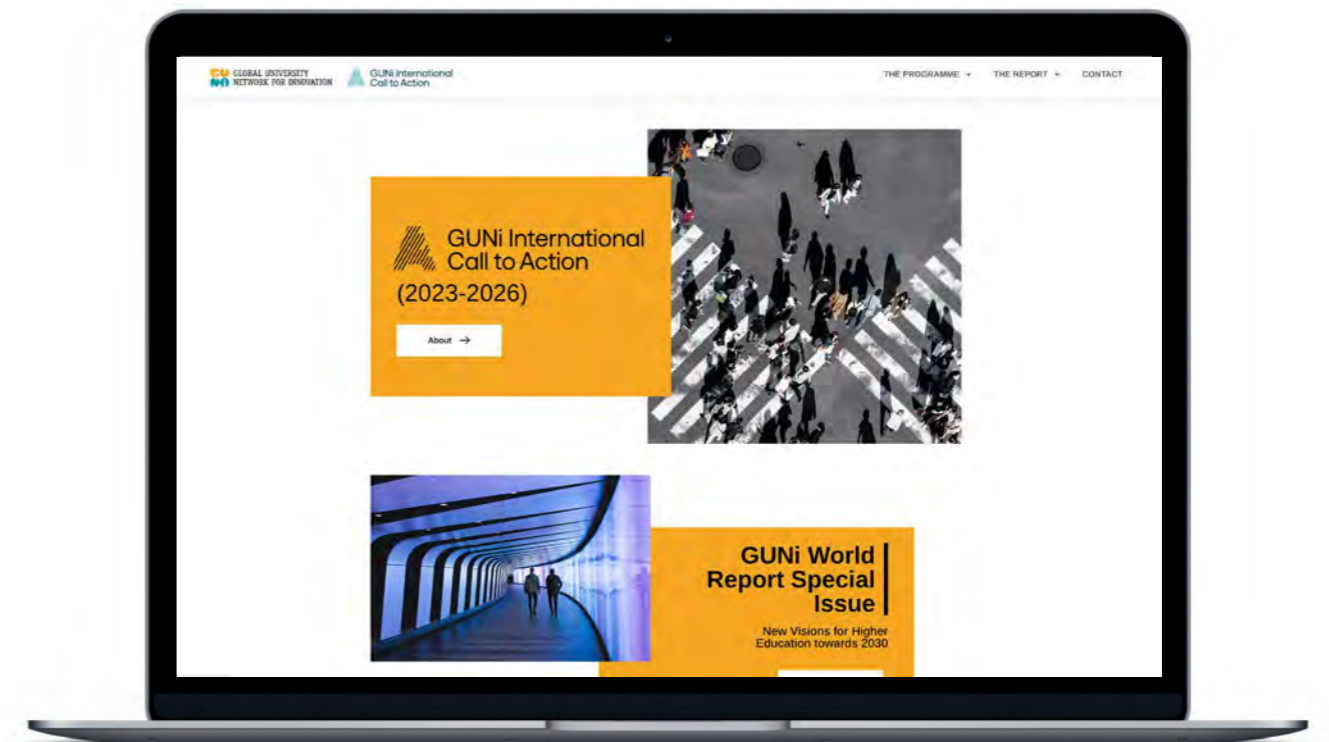 GLOBAL UNIVERSITY
NETWORK FOR INNOVATION
GUNi International
Call to Action
THE PROGRAMME
THE REPORT
CONTACT
GUNi International
Call to Action
(2023-2026)
About →
GUNi World
Report Special
Issue
New Visions for Higher
Education towards 2030